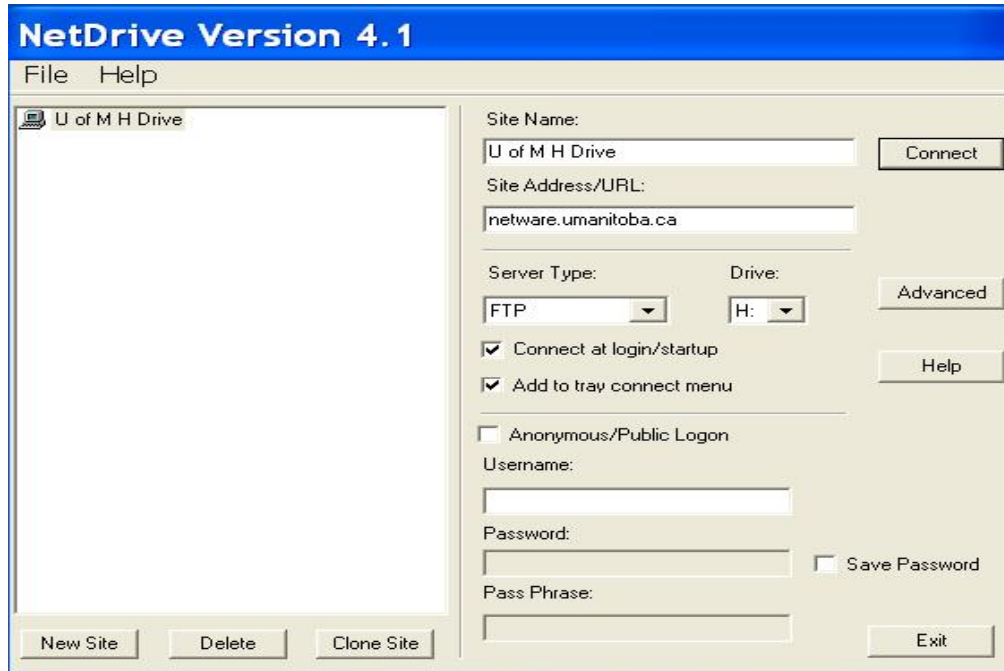 NetDrive Version 4.1
File Help
U of M H Drive
Site Name:
U of M H Drive
Connect
Site Address/URL:
netware.umanitoba.ca
Server Type:
Drive:
FTP
H:
Advanced
Connect at login/startup
Add to tray connect menu
Help
Anonymous/Public Logon
Username:
Password:
Save Password
Pass Phrase:
New Site
Delete
Clone Site
Exit